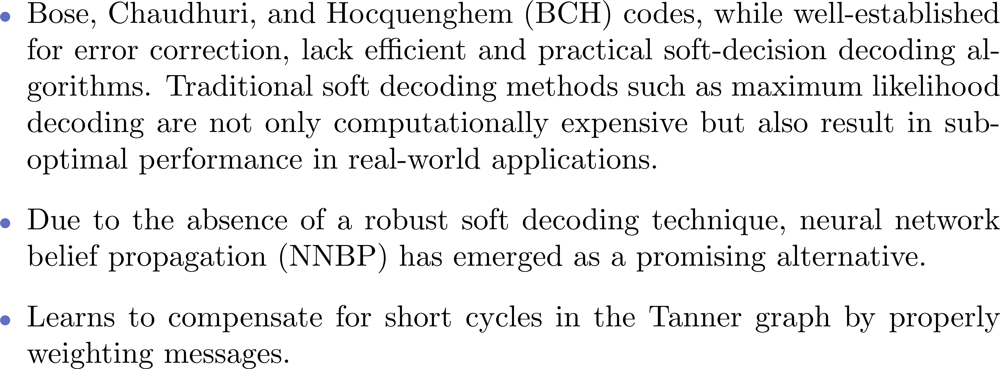 • Bose, Chaudhuri, and Hocquenghem (BCH) codes, while well-established
for error correction, lack efficient and practical soft-decision decoding al-
gorithms. Traditional soft decoding methods such as maximum likelihood
decoding are not only computationally expensive but also result in sub-
optimal performance in real-world applications.
• Due to the absence of a robust soft decoding technique, neural network
belief propagation (NNBP) has emerged as a promising alternative.
• Learns to compensate for short cycles in the Tanner graph by properly
weighting messages.